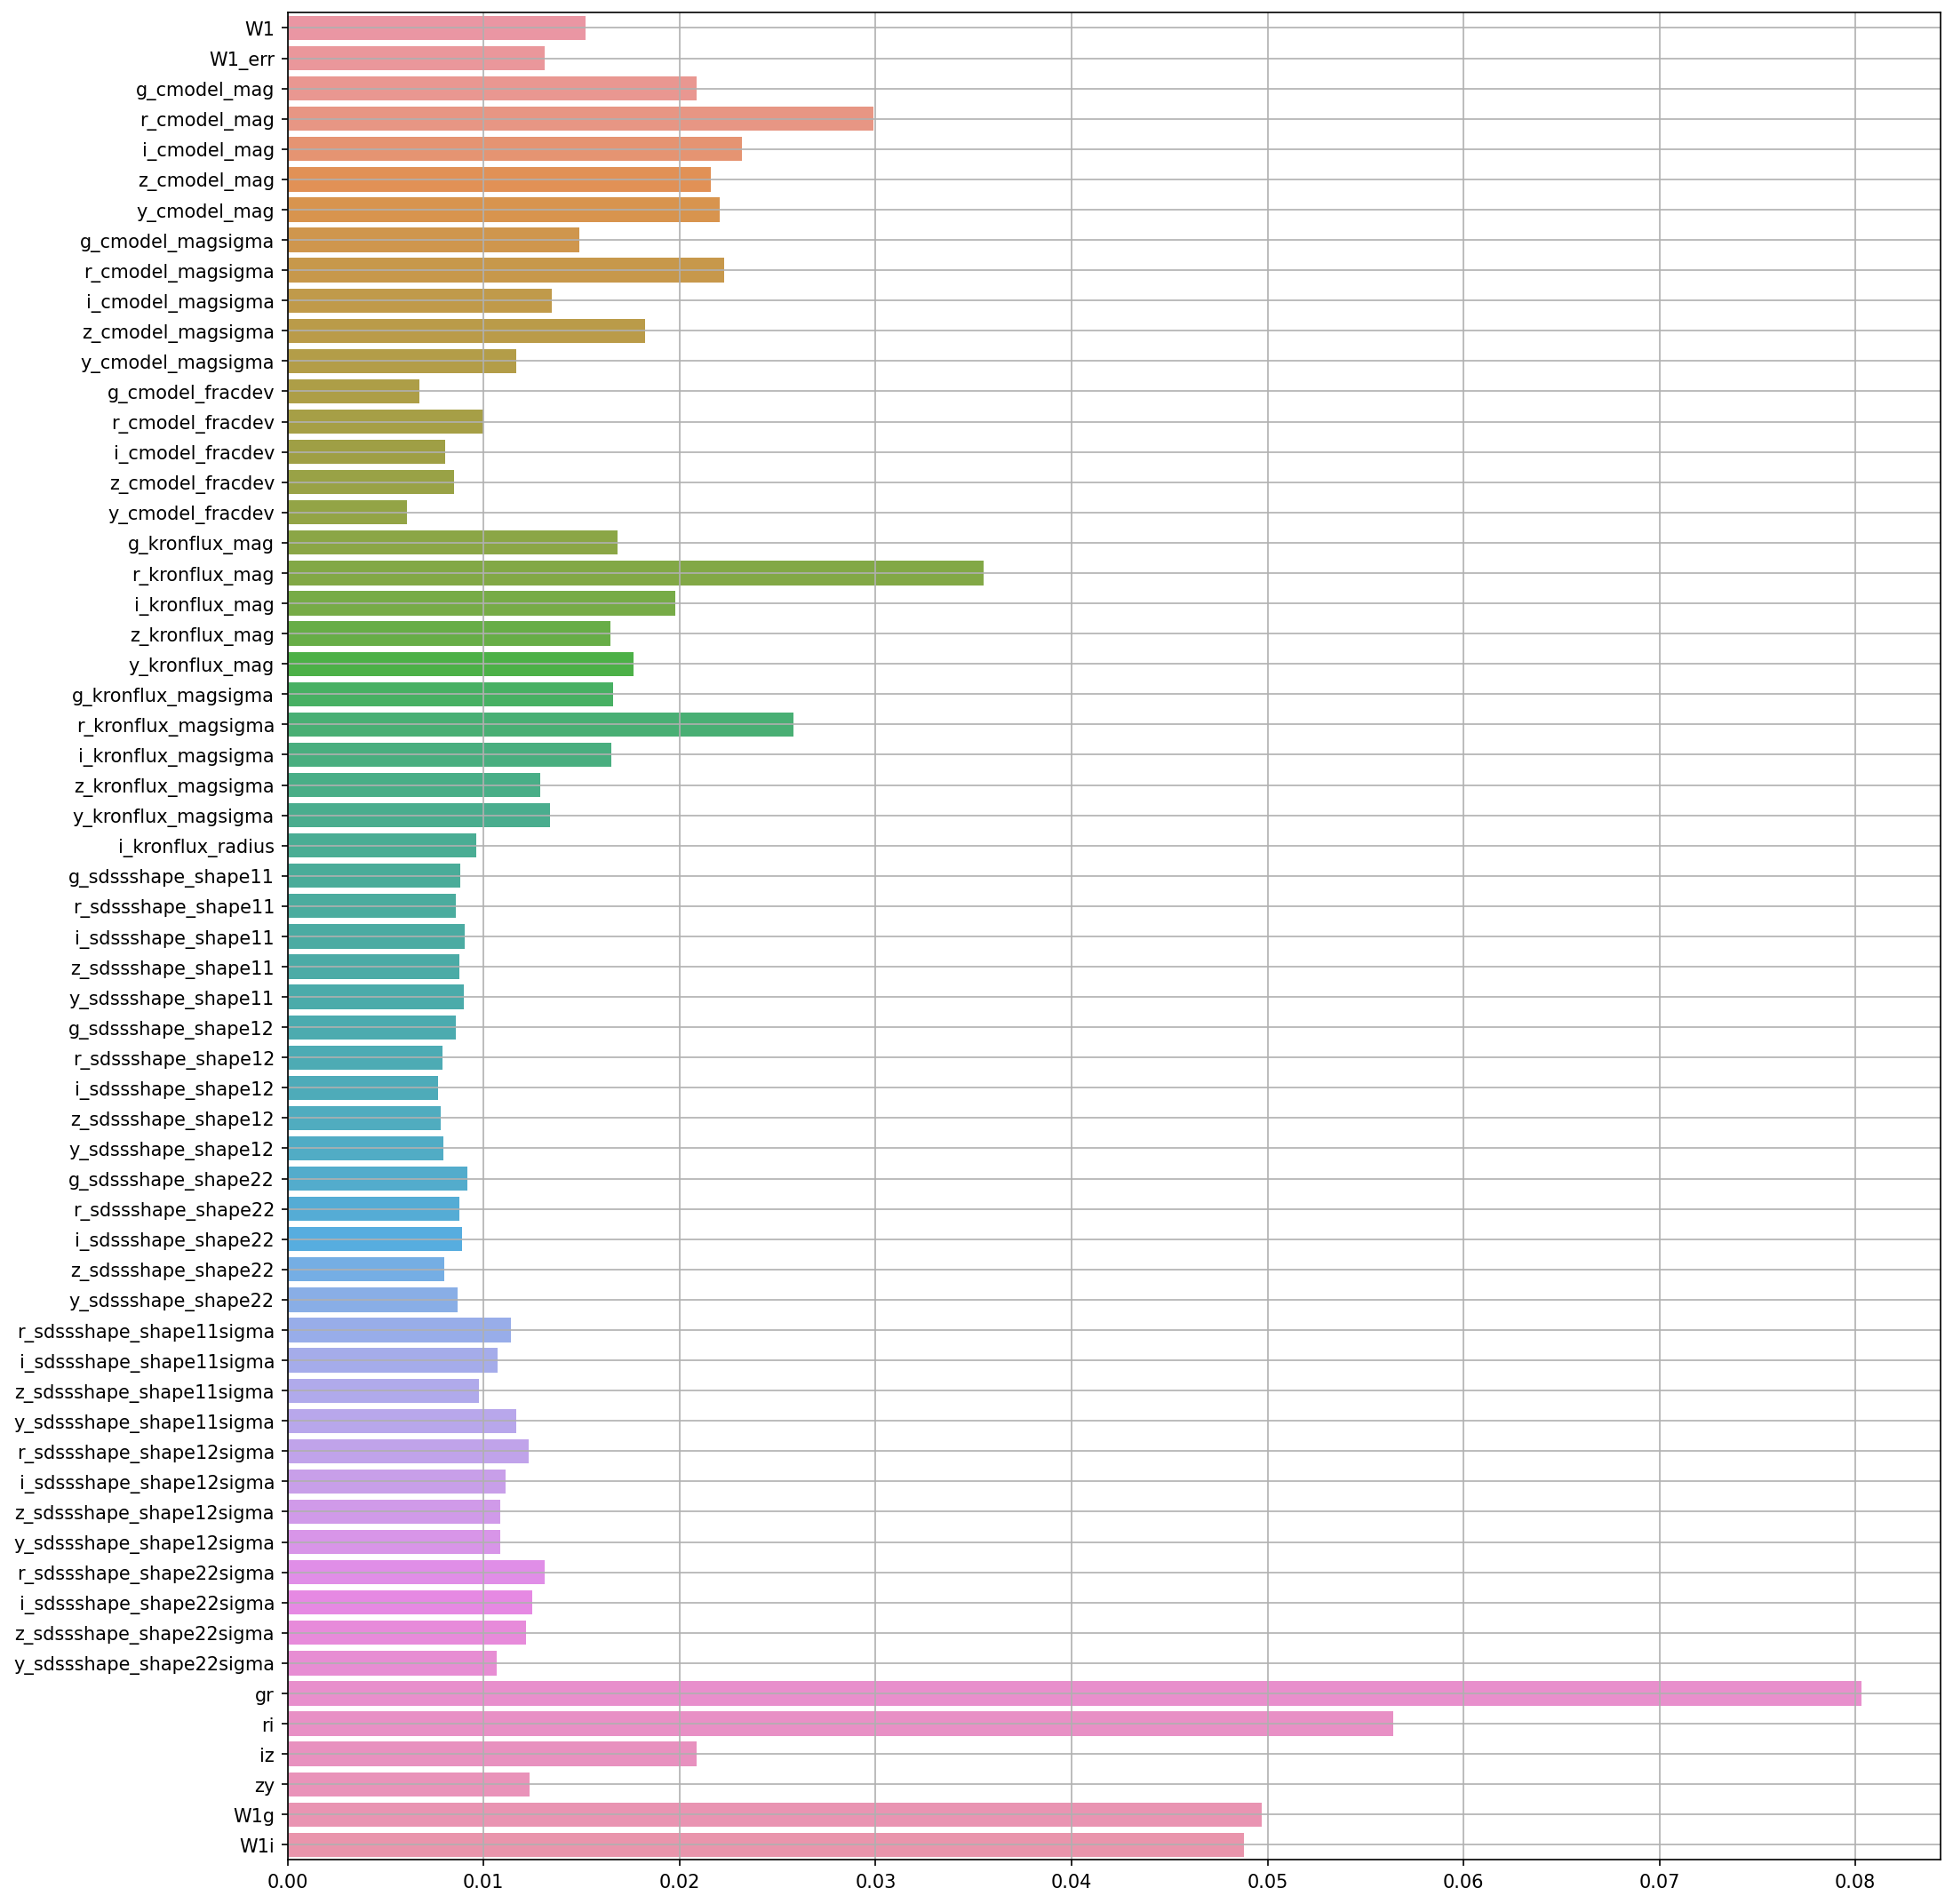 W1
W1_err
g_cmodel_mag
r_cmodel_mag
i_cmodel_mag
z_cmodel_mag
y_cmodel_mag
g_cmodel_magsigma
r_cmodel_magsigma
i_cmodel_magsigma
z_cmodel_magsigma
y_cmodel_magsigma
g_cmodel_fracdev
r_cmodel_fracdev
i_cmodel_fracdev
z_cmodel_fracdev
y_cmodel_fracdev
g_kronflux_mag
r_kronflux_mag
i_kronflux_mag
z_kronflux_mag
y_kronflux_mag
g_kronflux_magsigma
r_kronflux_magsigma
i_kronflux_magsigma
z_kronflux_magsigma
y_kronflux_magsigma
i_kronflux_radius
g_sdssshape_shape11
r_sdssshape_shape11
i_sdssshape_shape11
z_sdssshape_shape11
y_sdssshape_shape11
g_sdssshape_shape12
r_sdssshape_shape12
i_sdssshape_shape12
z_sdssshape_shape12
y_sdssshape_shape12
g_sdssshape_shape22
r_sdssshape_shape22
i_sdssshape_shape22
z_sdssshape_shape22
y_sdssshape_shape22
r_sdssshape_shape11sigma
i_sdssshape_shape11sigma
z_sdssshape_shape11sigma
y_sdssshape_shape11sigma
r_sdssshape_shape12sigma
i_sdssshape_shape12sigma
z_sdssshape_shape12sigma
y_sdssshape_shape12sigma
r_sdssshape_shape22sigma
i_sdssshape_shape22sigma
z_sdssshape_shape22sigma
y_sdssshape_shape22sigma
gr
ri
iz
zy
W1g
W1i
0.00 0.01 0.02 0.03 0.04 0.05 0.06 0.07 0.08